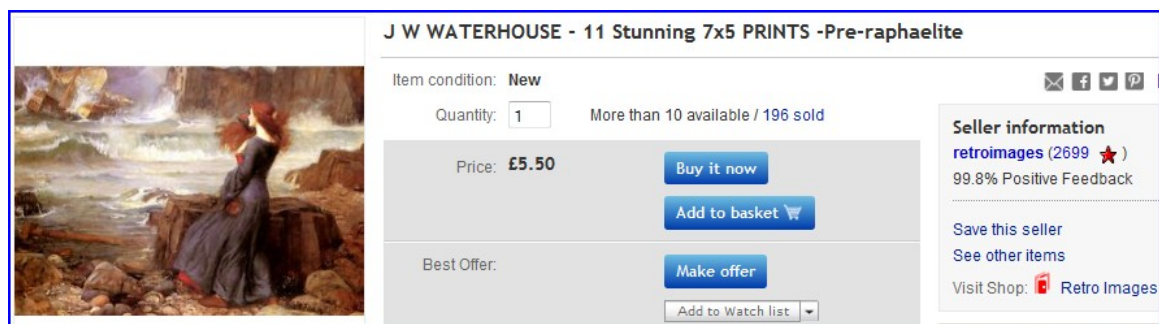 J W WATERHOUSE - 11 Stunning 7x5 PRINTS -Pre-raphaelite
Item condition: New
Quantity: 1 More than 10 available / 196 sold
Price: £5.50
Buy it now
Add to basket
Best Offer:
Make offer
Add to Watch list
Seller information
retroimages (2699 )
99.8% Positive Feedback
Save this seller
See other items
Visit Shop: Retro Images